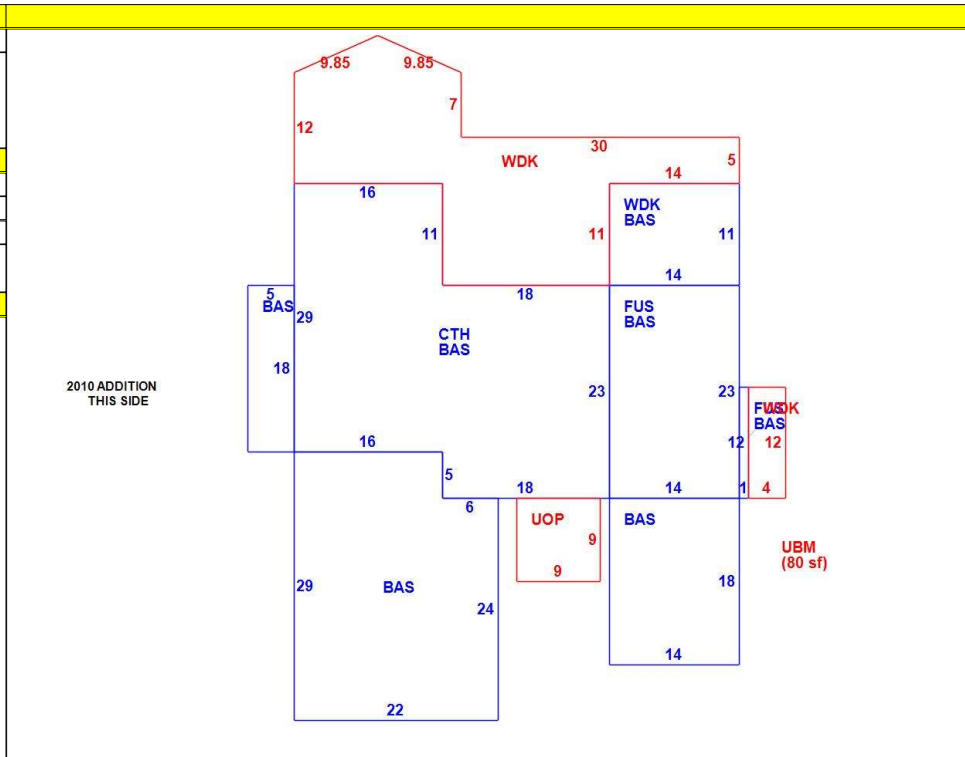 9.85 9.85
7
12
30
WDK
5
14
16
WDK
BAS
11
11
11
14
5
BAS
18
FUS
BAS
29
CTH
BAS
18
2010 ADDITION
THIS SIDE
23
23
FUS WDK
BAS
12
12
16
5
18
14
1
4
6
UOP
BAS
9
9
UBM
(80 sf)
29
BAS
18
24
14
22